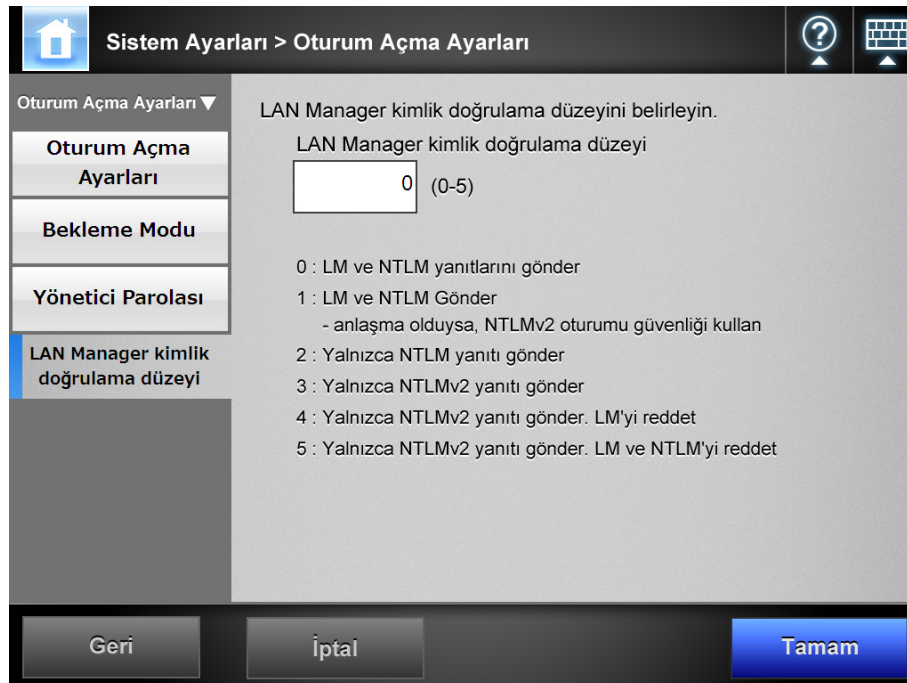 Sistem Ayarları > Oturum Açma Ayarları
?
Oturum Açma Ayarları▼
Oturum Açma
Ayarları
Bekleme Modu
Yönetici Parolası
LAN Manager kimlik
doğrulama düzeyi
LAN Manager kimlik doğrulama düzeyini belirleyin.
LAN Manager kimlik doğrulama düzeyi
0 (0-5)
0 : LM ve NTLM yanıtlarını gönder
1 : LM ve NTLM Gönder
- anlaşma olduysa, NTLMv2 oturumu güvenliği kullan
2 : Yalnızca NTLM yanıtı gönder
3 : Yalnızca NTLMv2 yanıtı gönder
4 : Yalnızca NTLMv2 yanıtı gönder. LM'yi reddet
5 : Yalnızca NTLMv2 yanıtı gönder. LM ve NTLM'yi reddet
Geri
İptal
Tamam